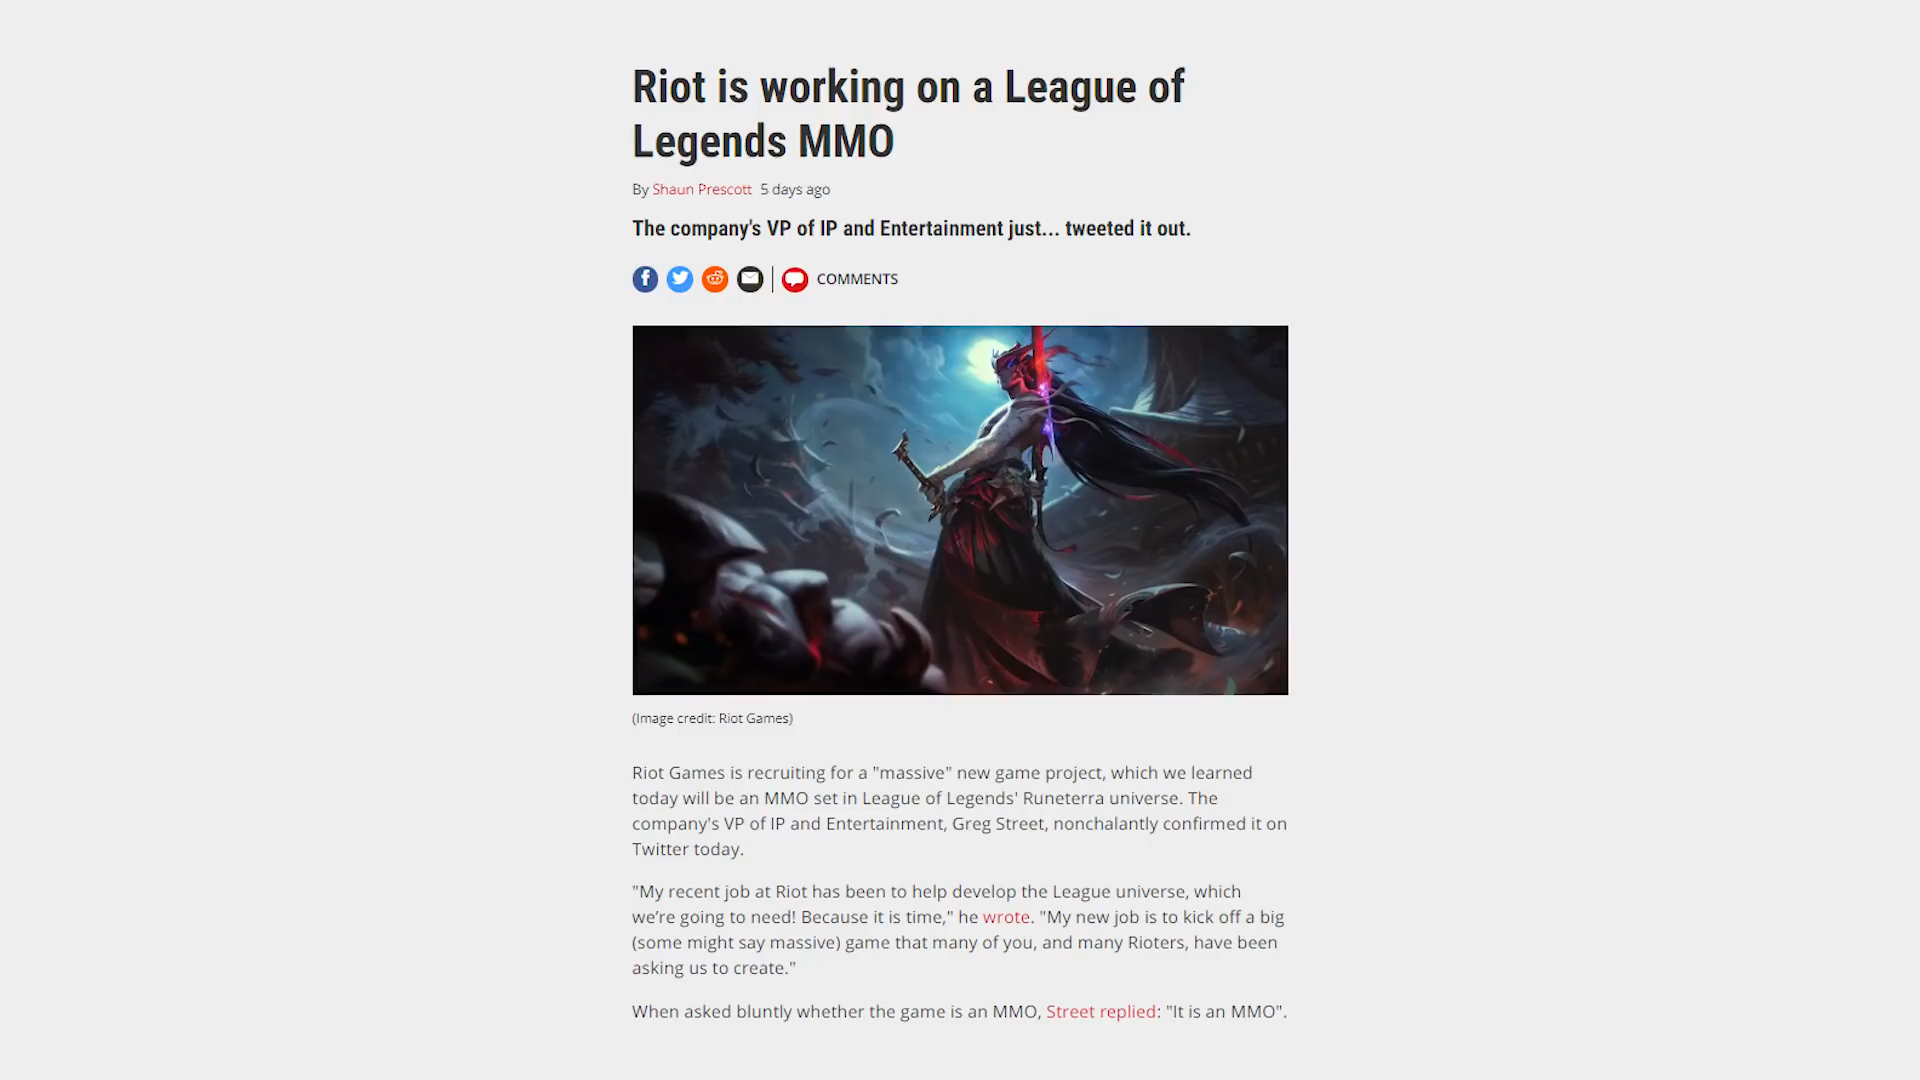 Riot is working on a League of
Legends MMO
By Shaun Prescott 5 days ago
The company's VP of IP and Entertainment just... tweeted it out.
COMMENTS
(Image credit: Riot Games)
Riot Games is recruiting for a "massive" new game project, which we learned
today will be an MMO set in League of Legends' Runeterra universe. The
company's VP of IP and Entertainment, Greg Street, nonchalantly confirmed it on
Twitter today.
"My recent job at Riot has been to help develop the League universe, which
we’re going to need! Because it is time," he wrote. "My new job is to kick off a big
(some might say massive) game that many of you, and many Rioters, have been
asking us to create."
When asked bluntly whether the game is an MMO, Street replied: "It is an MMO".